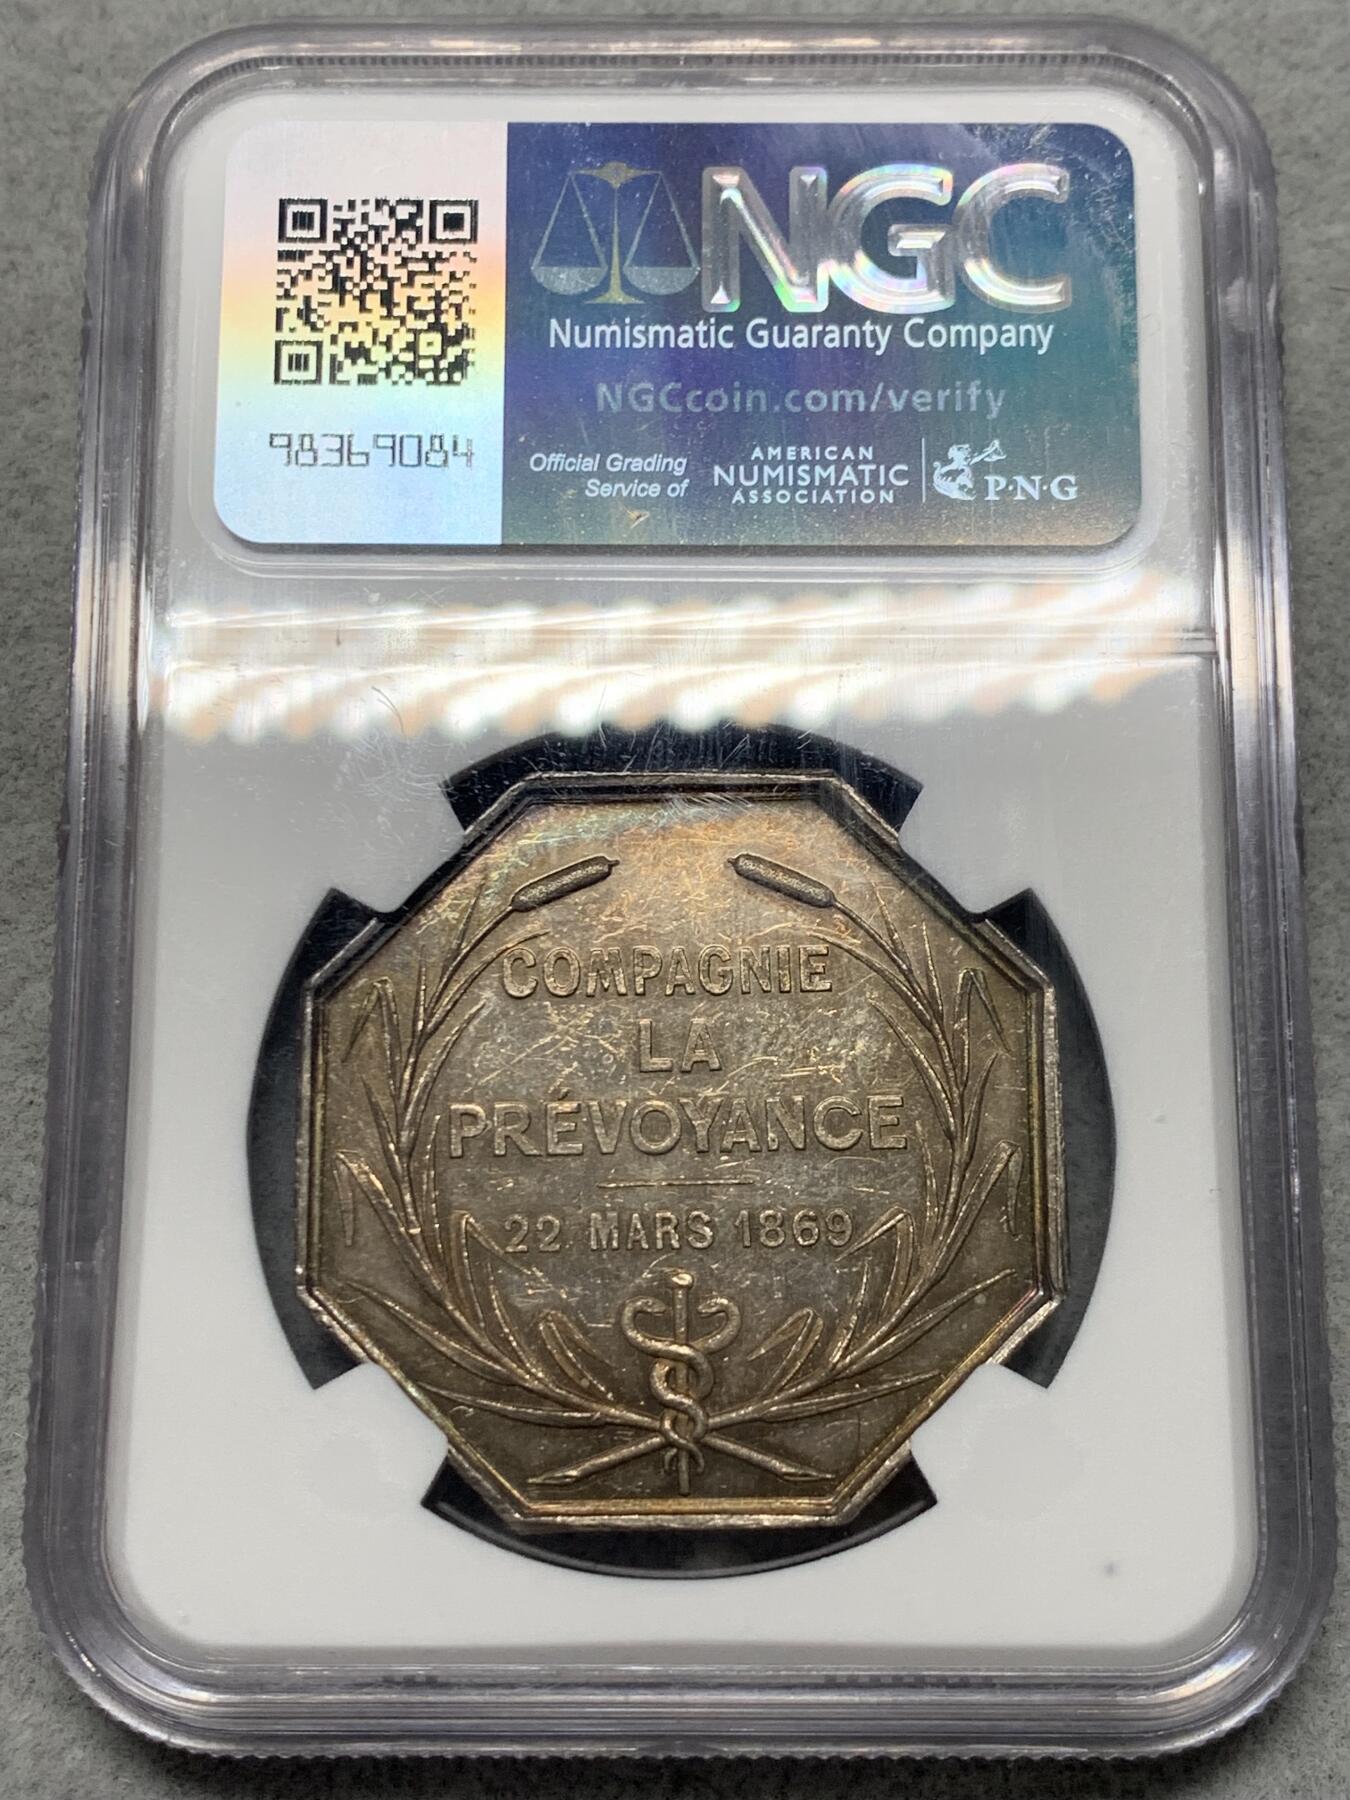 NGC
Numismatic Guaranty Company
NGCcoin.com/verify
98369084
Official Grading
Service of
AMERICAN
NUMISMATIC
ASSOCIATION
P·N·G
COMPAGNIE
LA
PRÉVOYANCE
22 MARS 1869